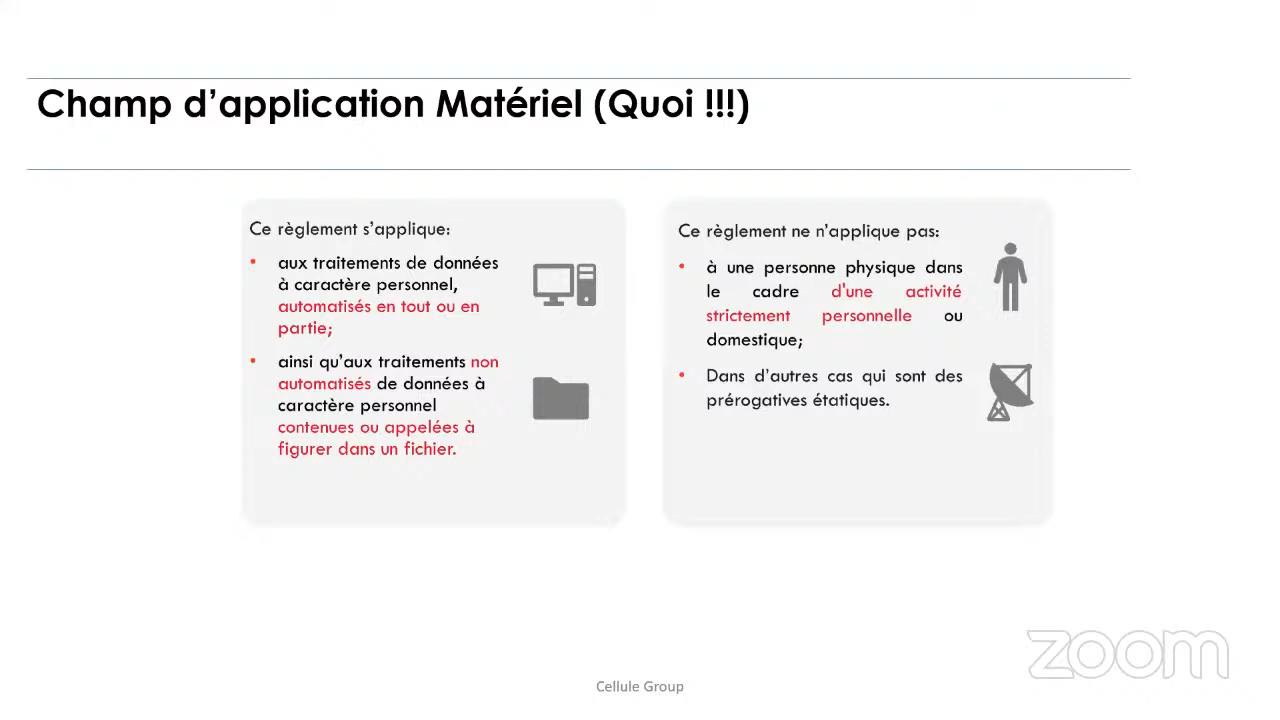 Champ d’application Matériel (Quoi !!!)
Ce règlement s’applique:
• aux traitements de données
à caractère personnel,
automatisés en tout ou en
partie;
• ainsi qu’aux traitements non
automatisés de données à
caractère personnel
contenues ou appelées à
figurer dans un fichier.
Ce règlement ne n’applique pas:
• à une personne physique dans
le cadre d'une activité
strictement personnelle ou
domestique;
• Dans d’autres cas qui sont des
prérogatives étatiques.
zoom
Cellule Group